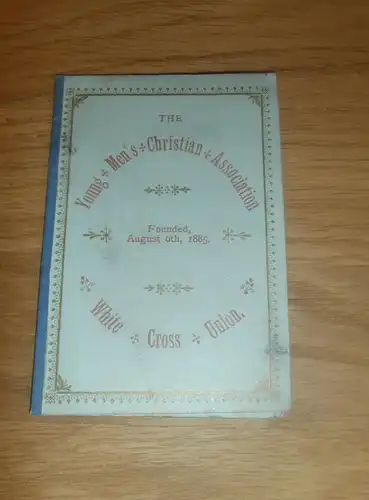 THE
Young Men's Christian Association
Founded,
August 6th, 1885.
White Cross Union.